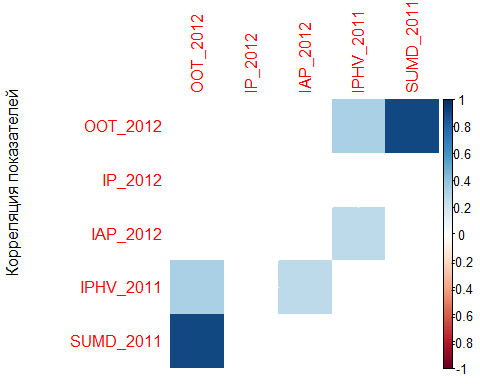 OOT_2012
IP_2012
IAP_2012
IPHV_2011
SUMD_2011
Корреляция показателей
OOT_2012
IP_2012
IAP_2012
IPHV_2011
SUMD_2011
1
0.8
0.6
0.4
0.2
0
-0.2
-0.4
-0.6
-0.8
-1